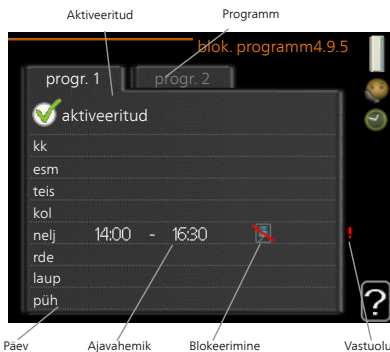 Aktiveeritud Programm
blok. programm4.9.5
progr. 1 progr. 2
aktiveeritud
kk
esm
teis
kol
nelj 14:00 - 16:30 !
rde
laup
püh
?
Päev Ajavahemik Blokeerimine Vastuolu